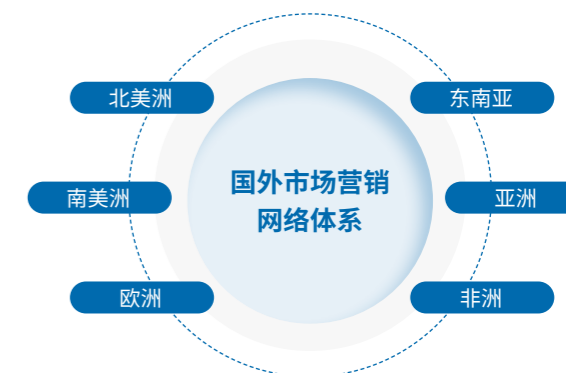 北美洲
东南亚
国外市场营销
网络体系
南美洲
亚洲
欧洲
非洲